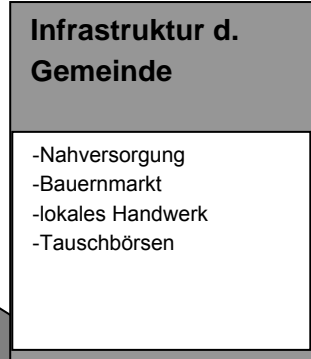 Infrastruktur d.
Gemeinde
-Nahversorgung
-Bauernmarkt
-lokales Handwerk
-Tauschbörsen